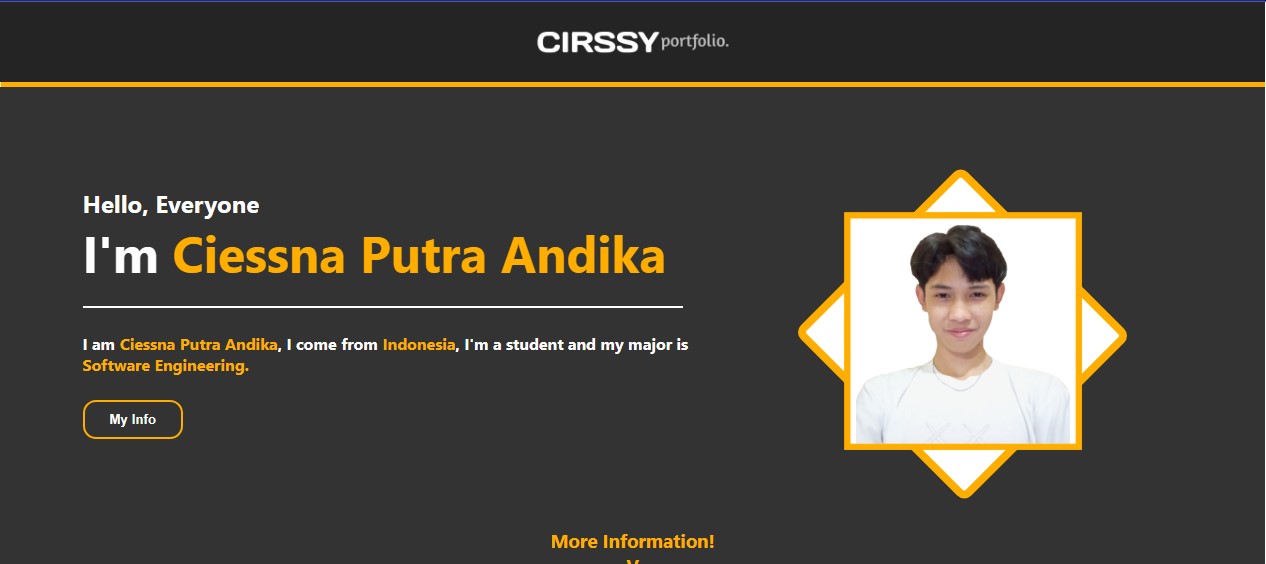 CIRSSY portfolio.
Hello, Everyone
I'm Ciessna Putra Andika
I am Ciessna Putra Andika, I come from Indonesia, I'm a student and my major is
Software Engineering.
My Info
More Information!